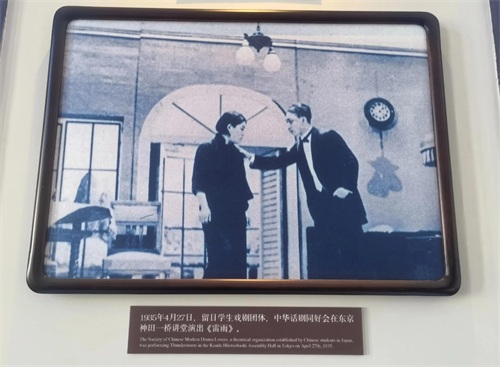 1935年4月27日，留日学生戏剧团体，中华话剧同好会在东京
神田一桥讲堂演出《雷雨》。
The Society of Chinese Modern Drama Lovers, a theatrical organization established by Chinese students in Japan,
was performing Thunderstorm in the Kanda Hitotsubashi Assembly Hall in Tokyo on April 27th, 1935.